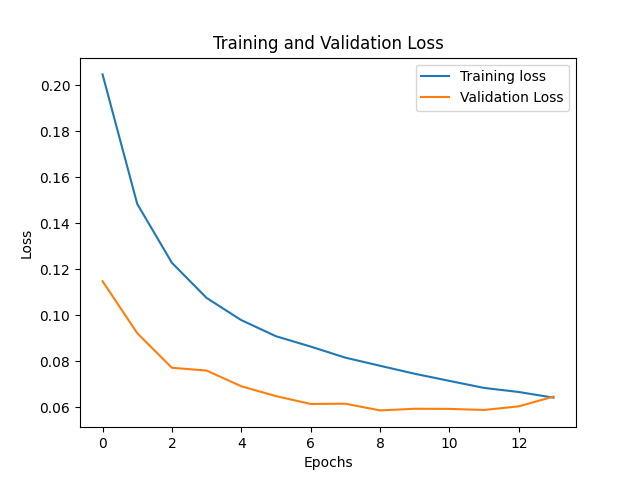 Training and Validation Loss
Training loss
Validation Loss
0.20
0.18
0.16
0.14
0.12
0.10
0.08
0.06
Loss
0 2 4 6 8 10 12
Epochs